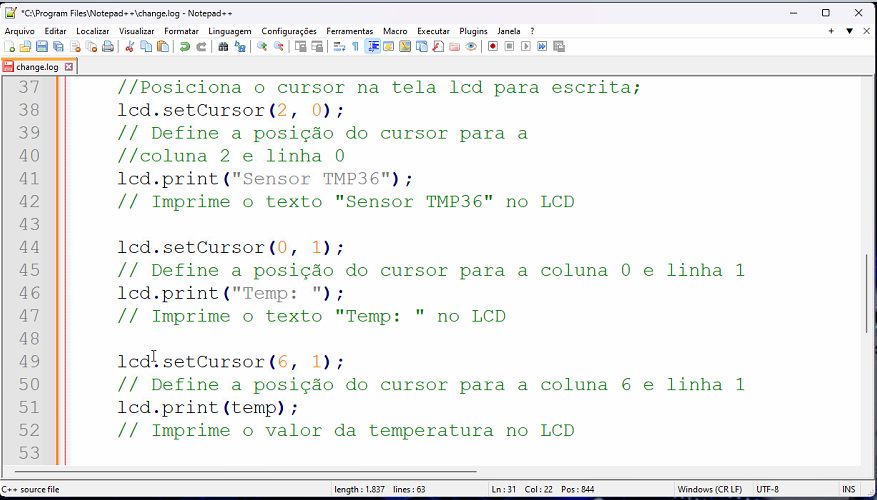 *C:\Program Files\Notepad++\change.log - Notepad++
Arquivo Editar Localizar Visualizar Formatar Linguagem Configurações Ferramentas Macro Executar Plugins Janela ?
change.log
37 //Posiciona o cursor na tela lcd para escrita;
38 lcd.setCursor(2, 0);
39 // Define a posição do cursor para a
40 //coluna 2 e linha 0
41 lcd.print("Sensor TMP36");
42 // Imprime o texto "Sensor TMP36" no LCD
43
44 lcd.setCursor(0, 1);
45 // Define a posição do cursor para a coluna 0 e linha 1
46 lcd.print("Temp: ");
47 // Imprime o texto "Temp: " no LCD
48
49 lcd.setCursor(6, 1);
50 // Define a posição do cursor para a coluna 6 e linha 1
51 lcd.print(temp);
52 // Imprime o valor da temperatura no LCD
53
C++ source file length : 1.837 lines : 63 Ln : 31 Col : 22 Pos : 844 Windows (CR LF) UTF-8 INS